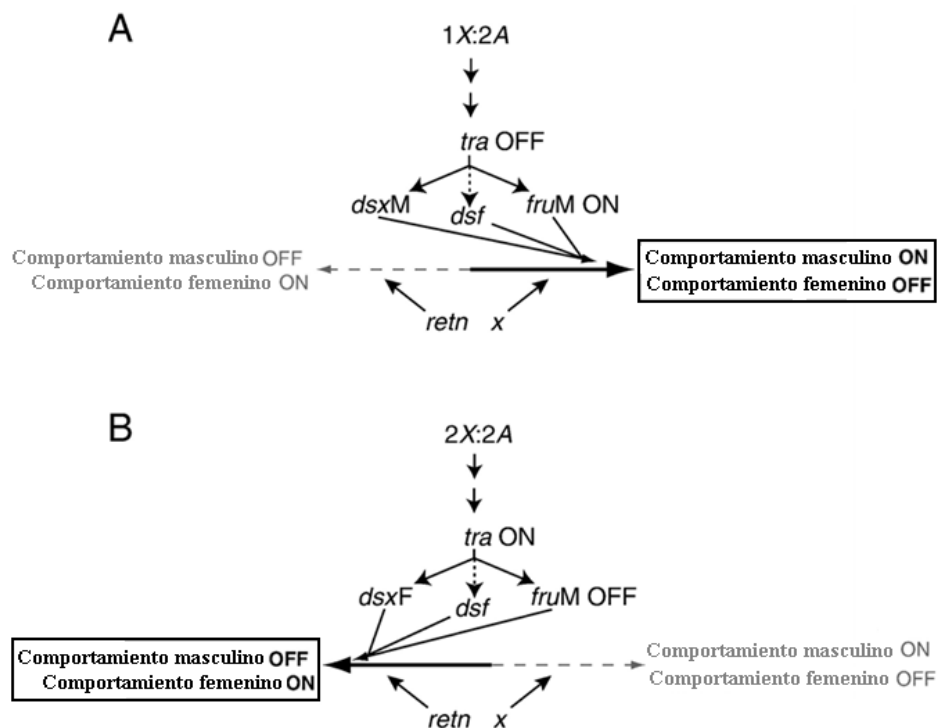 A
1X:2A
tra OFF
dsxM dsf fruM ON
Comportamiento masculino OFF
Comportamiento femenino ON
Comportamiento masculino ON
Comportamiento femenino OFF
retn x
B
2X:2A
tra ON
dsxF dsf fruM OFF
Comportamiento masculino OFF
Comportamiento femenino ON
Comportamiento masculino ON
Comportamiento femenino OFF
retn x